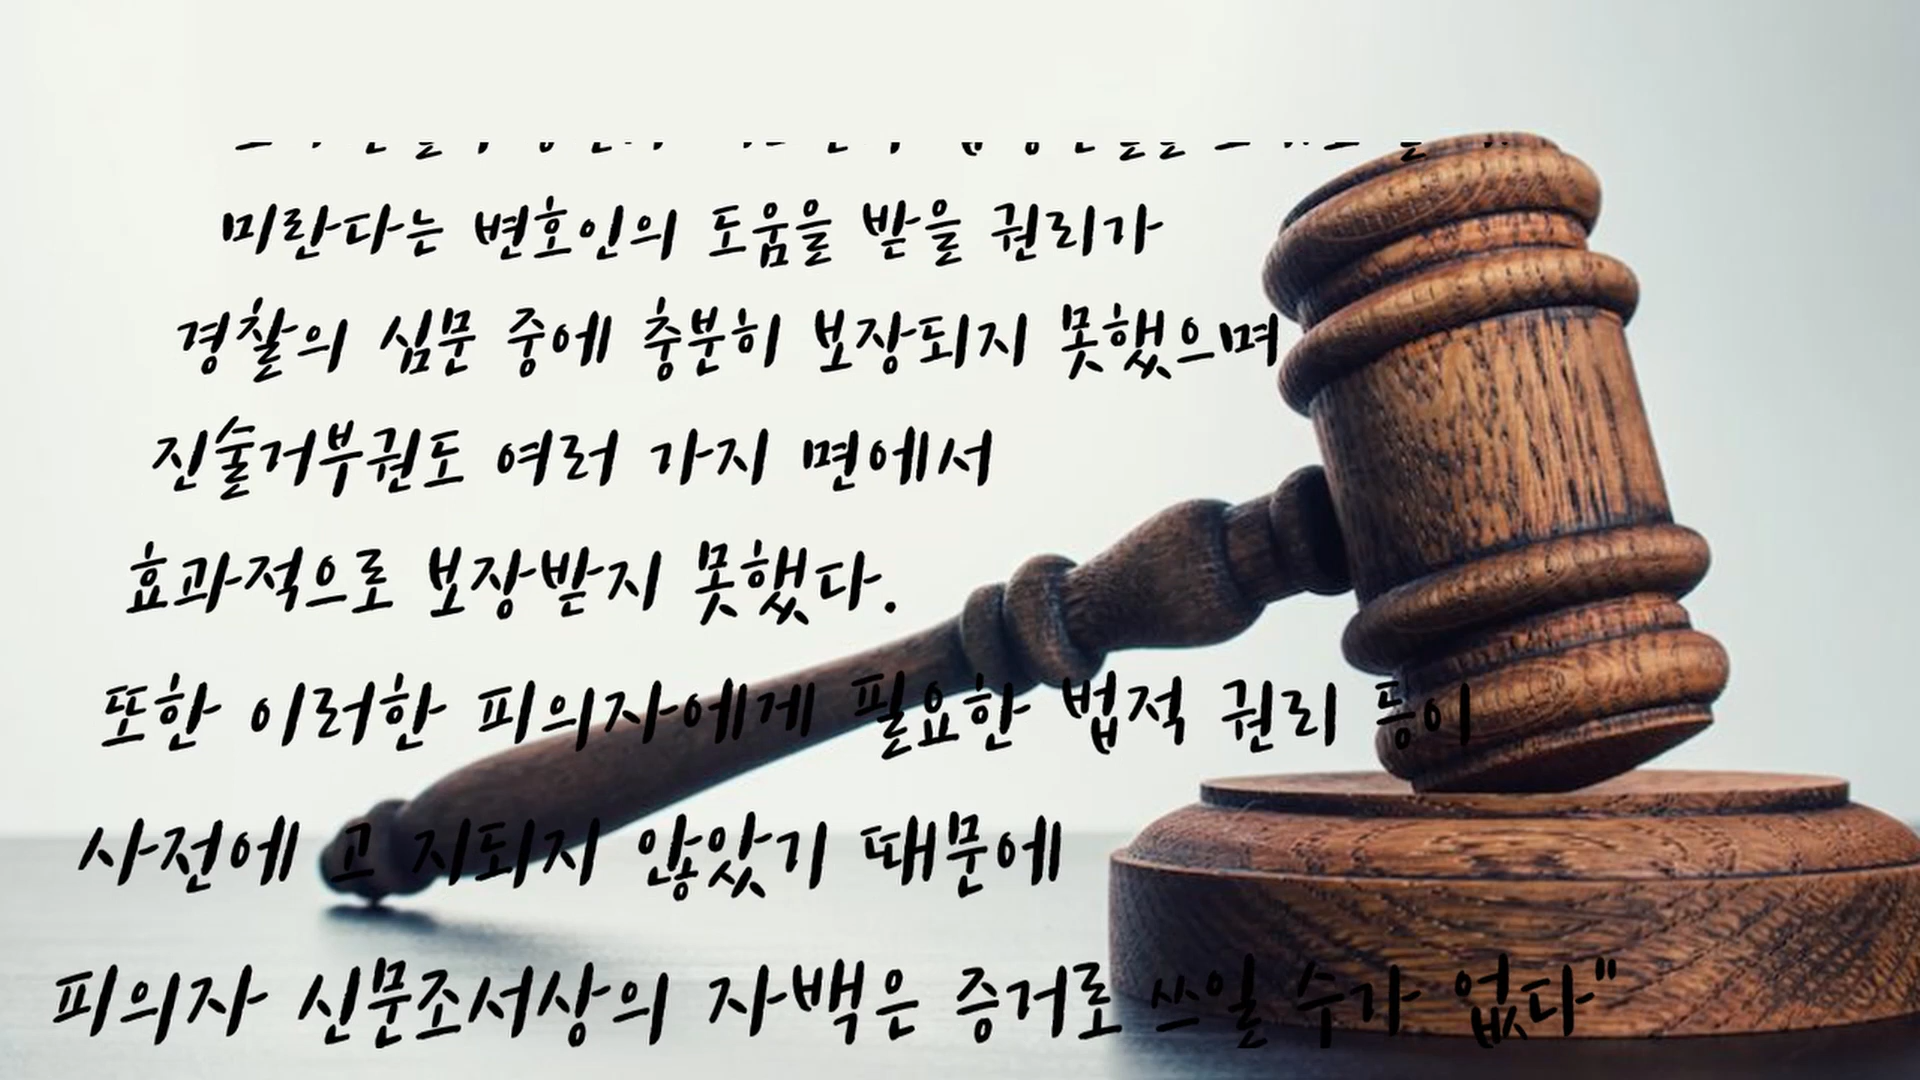 미란다는 변호인의 도움을 받을 권리가
경찰의 심문 중에 충분히 보장되지 못했으며
진술거부권도 여러 가지 면에서
효과적으로 보장받지 못했다.
또한 이러한 피의자에게 필요한 법적 권리 등이
사전에 고 지되지 않았기 때문에
피의자 신문조서상의 자백은 증거로 쓰일 수가 없다"